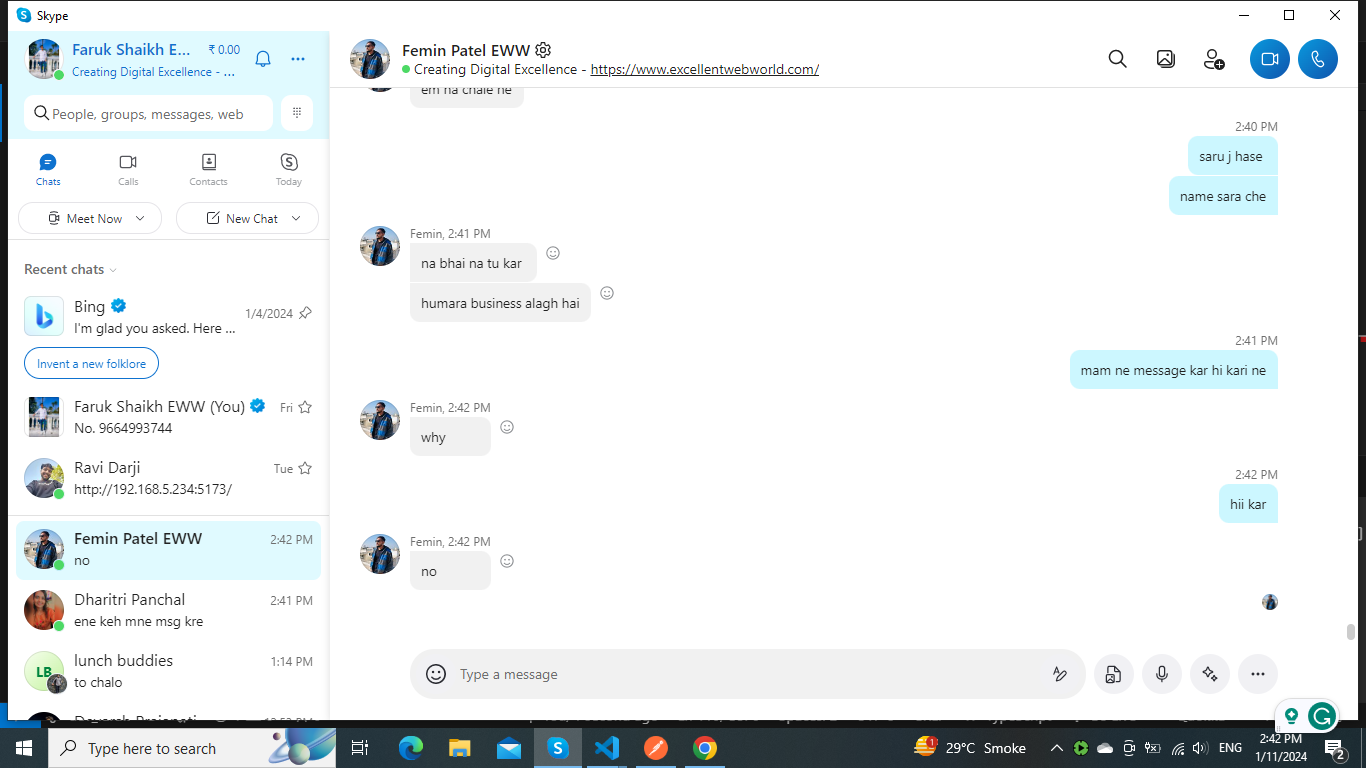 Skype
Faruk Shaikh E... ₹ 0.00
Creating Digital Excellence - ...
People, groups, messages, web
Chats Calls Contacts Today
Meet Now New Chat
Recent chats
Bing 1/4/2024
I'm glad you asked. Here ...
Invent a new folklore
Faruk Shaikh EWW (You) Fri
No. 9664993744
Ravi Darji Tue
http://192.168.5.234:5173/
Femin Patel EWW 2:42 PM
no
Dharitri Panchal 2:41 PM
ene keh mne msg kre
LB
lunch buddies 1:14 PM
to chalo
Femin Patel EWW
Creating Digital Excellence - https://www.excellentwebworld.com/
em na chale ne
2:40 PM
saru j hase
name sara che
Femin, 2:41 PM
na bhai na tu kar
humara business alagh hai
2:41 PM
mam ne message kar hi kari ne
Femin, 2:42 PM
why
2:42 PM
hii kar
Femin, 2:42 PM
no
Type a message
Type here to search
1
29°C Smoke
ENG
2:42 PM
1/11/2024
2